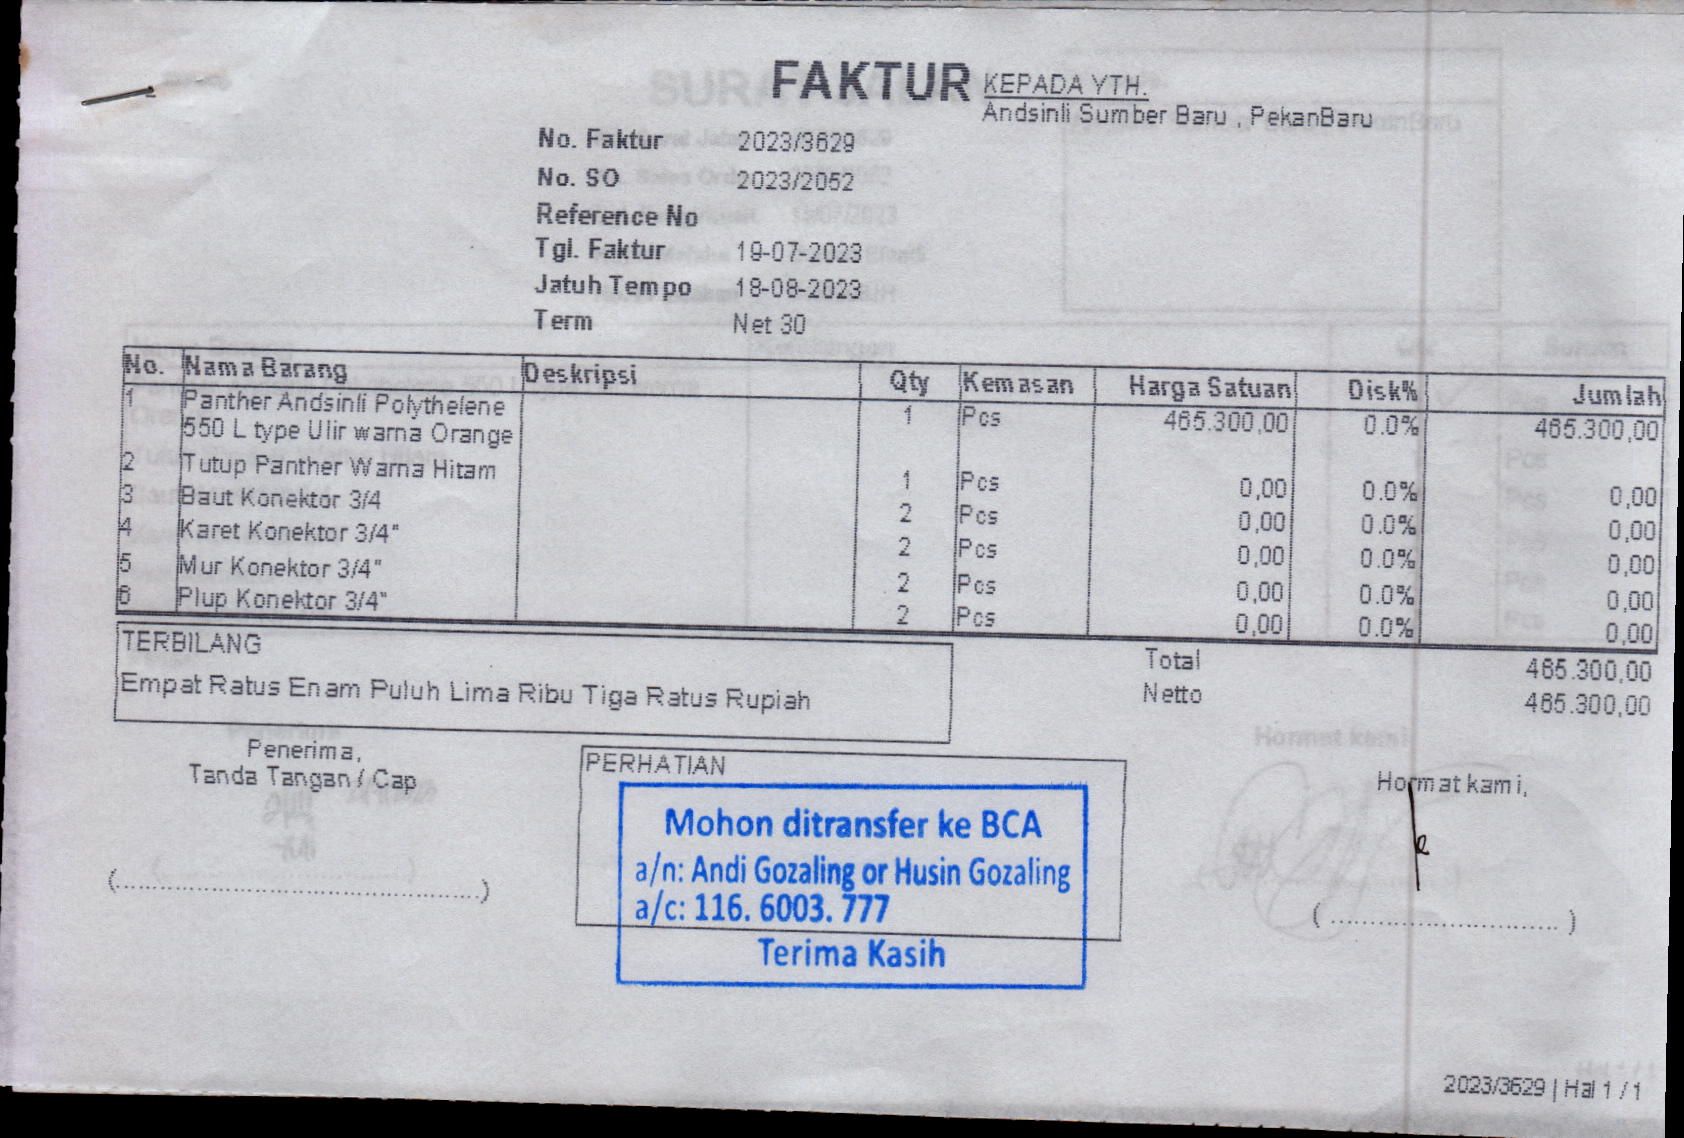 FAKTUR
KEPADA YTH.
Andsinli Sumber Baru , PekanBaru
No. Faktur 2023/3629
No. SO 2023/2052
Reference No
Tgl. Faktur 19-07-2023
Jatuh Tempo 18-08-2023
Term Net 30
No. Nama Barang Deskripsi Qty Kemasan Harga Satuan Disk% Jumlah
1 Panther Andsinli Polythelene 1 Pcs 465.300,00 0.0% 465.300,00
550 L type Ulir warna Orange
2 Tutup Panther Warna Hitam 1 Pcs 0,00 0.0% 0,00
3 Baut Konektor 3/4 2 Pcs 0,00 0.0% 0,00
4 Karet Konektor 3/4" 2 Pcs 0,00 0.0% 0,00
5 Mur Konektor 3/4" 2 Pcs 0,00 0.0% 0,00
6 Plup Konektor 3/4" 2 Pcs 0,00 0.0% 0,00
TERBILANG
Empat Ratus Enam Puluh Lima Ribu Tiga Ratus Rupiah
Total 465.300,00
Netto 465.300,00
Penerima,
Tanda Tangan / Cap
(..................................................)
PERHATIAN
Mohon ditransfer ke BCA
a/n: Andi Gozaling or Husin Gozaling
a/c: 116. 6003. 777
Terima Kasih
Hormat kami,
( ............................... )
2023/3629 | Hal 1 / 1